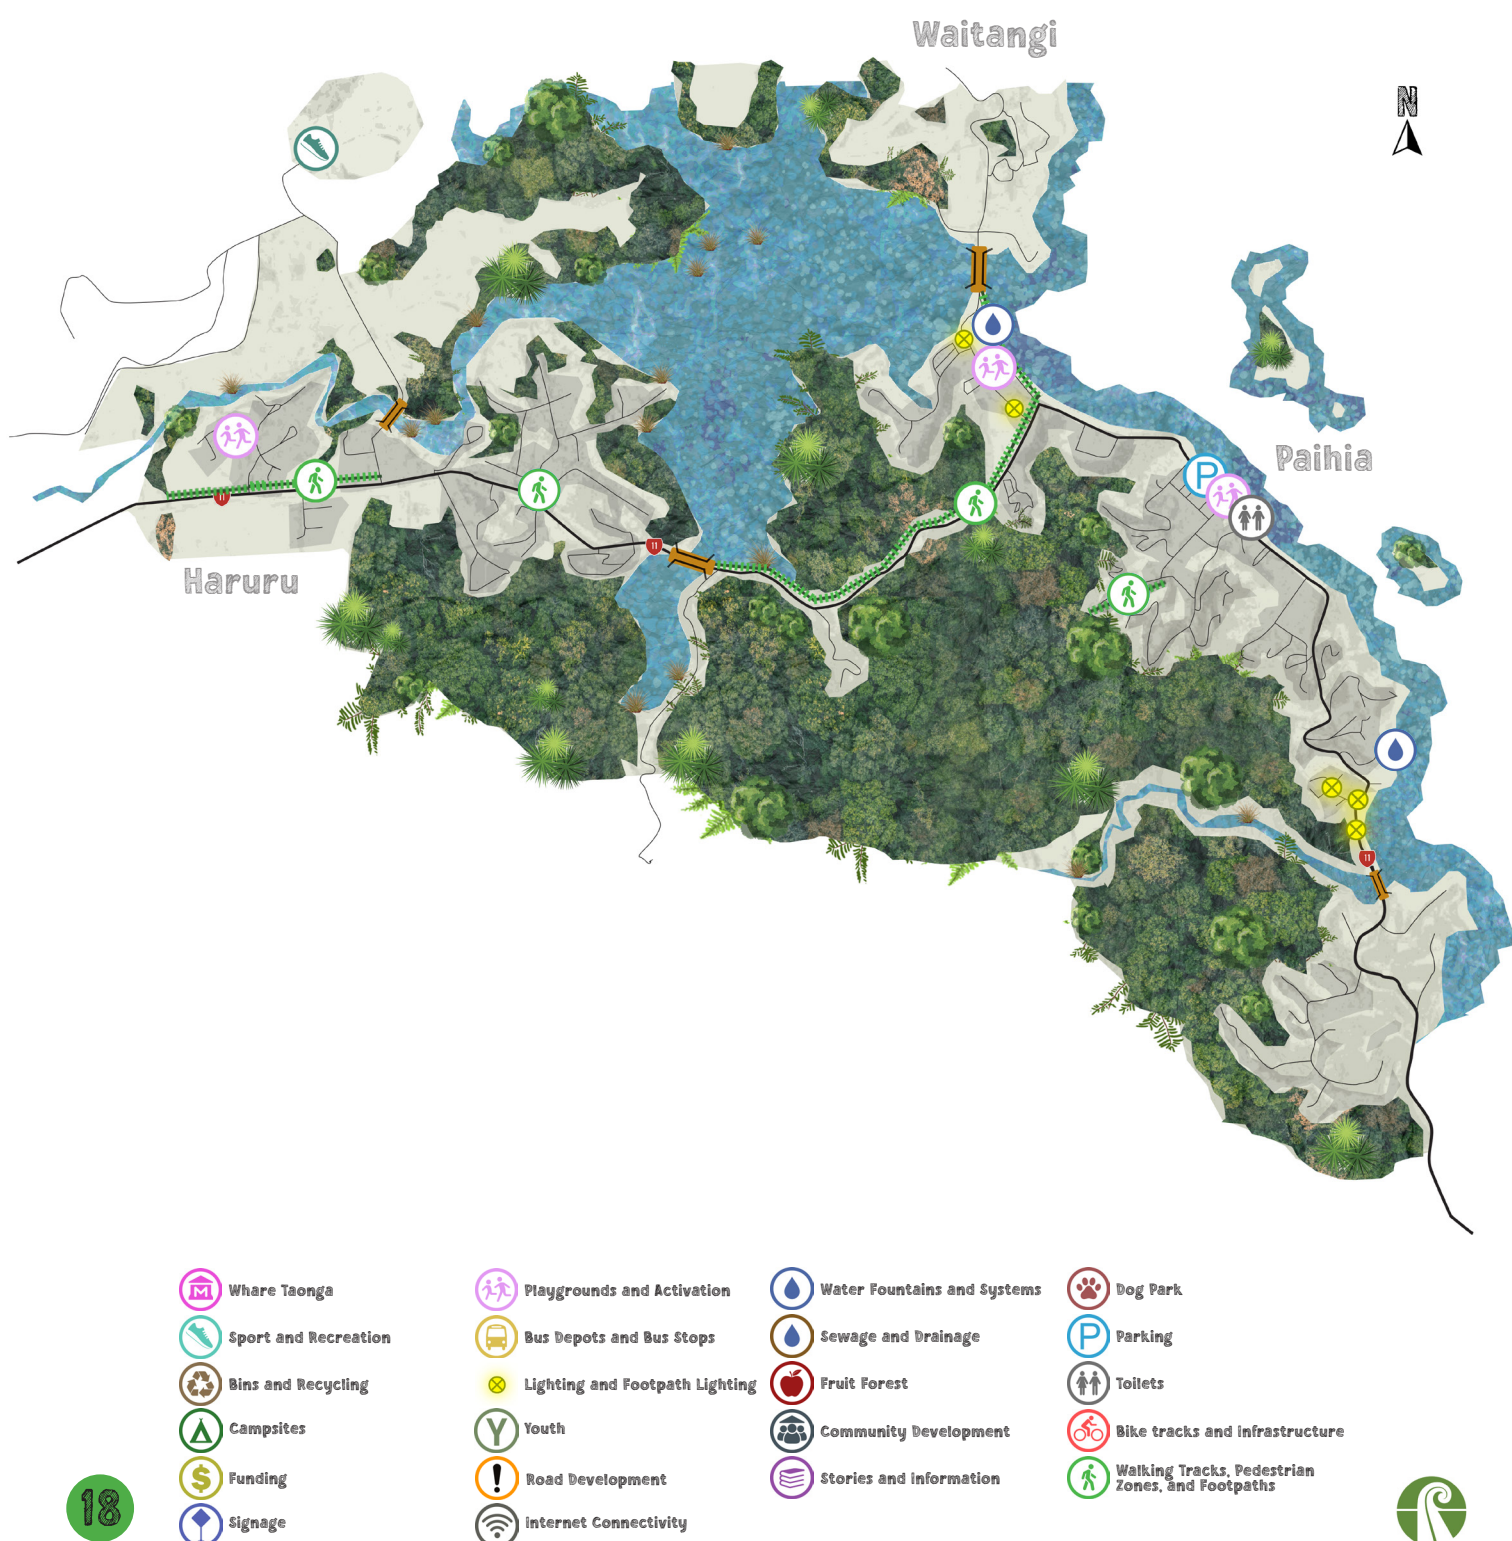 Waitangi
N
Paihia
P
11
11
Haruru
11
Whare Taonga
Playgrounds and Activation
Water Fountains and Systems
Dog Park
Sport and Recreation
Bus Depots and Bus Stops
Sewage and Drainage
P
Parking
Bins and Recycling
Lighting and Footpath Lighting
Fruit Forest
Toilets
Campsites
Y
Youth
Community Development
Bike tracks and infrastructure
$
Funding
!
Road Development
Stories and information
Walking Tracks, Pedestrian
Zones, and Footpaths
18
Signage
internet Connectivity